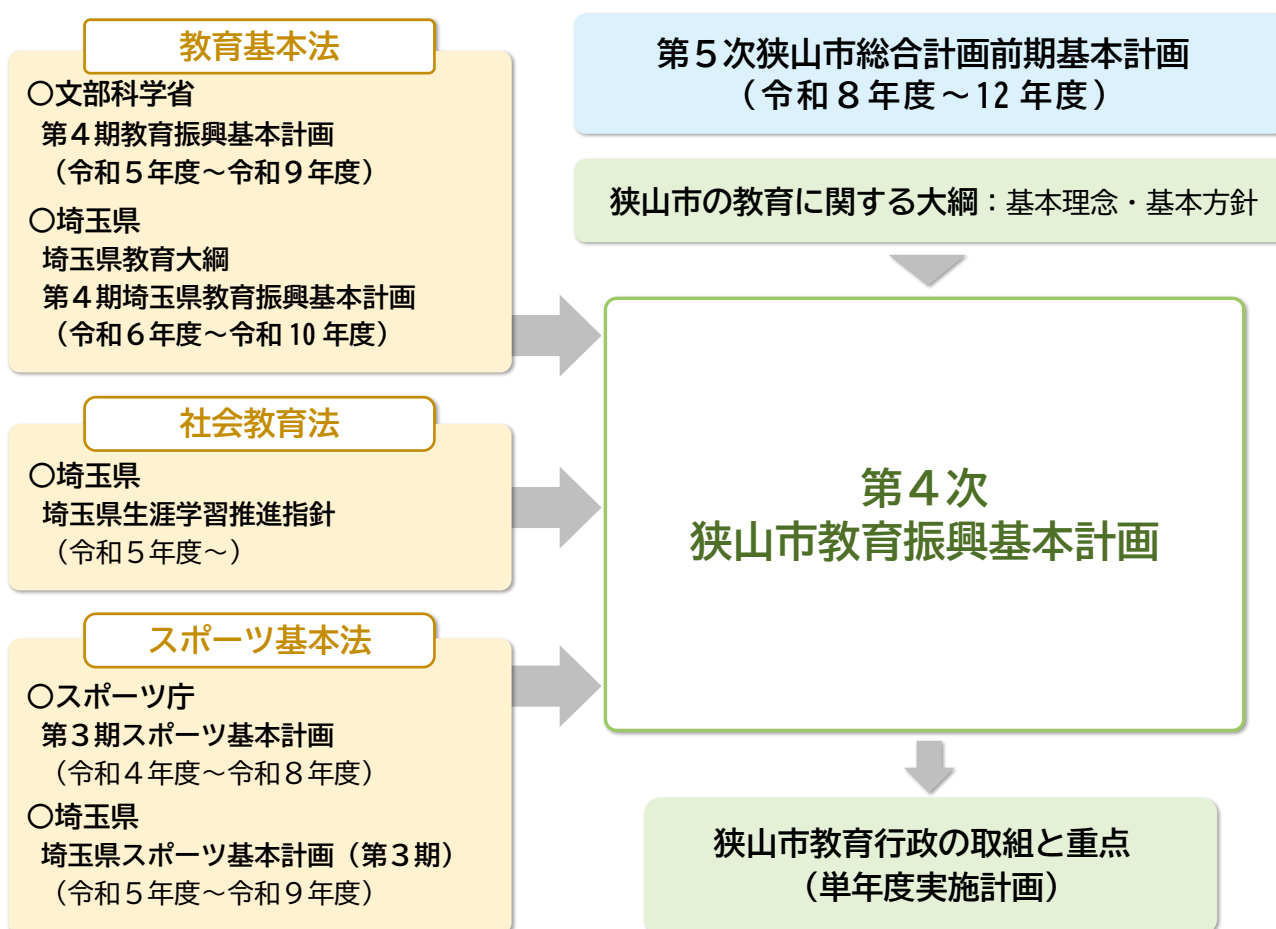 教育基本法
〇文部科学省
第４期教育振興基本計画
（令和５年度～令和９年度）
〇埼玉県
埼玉県教育大綱
第４期埼玉県教育振興基本計画
（令和６年度～令和 10 年度）
社会教育法
〇埼玉県
埼玉県生涯学習推進指針
（令和５年度～）
スポーツ基本法
〇スポーツ庁
第３期スポーツ基本計画
（令和４年度～令和８年度）
〇埼玉県
埼玉県スポーツ基本計画（第３期）
（令和５年度～令和９年度）
第５次狭山市総合計画前期基本計画
（令和８年度～12 年度）
狭山市の教育に関する大綱：基本理念・基本方針
第４次
狭山市教育振興基本計画
狭山市教育行政の取組と重点
（単年度実施計画）